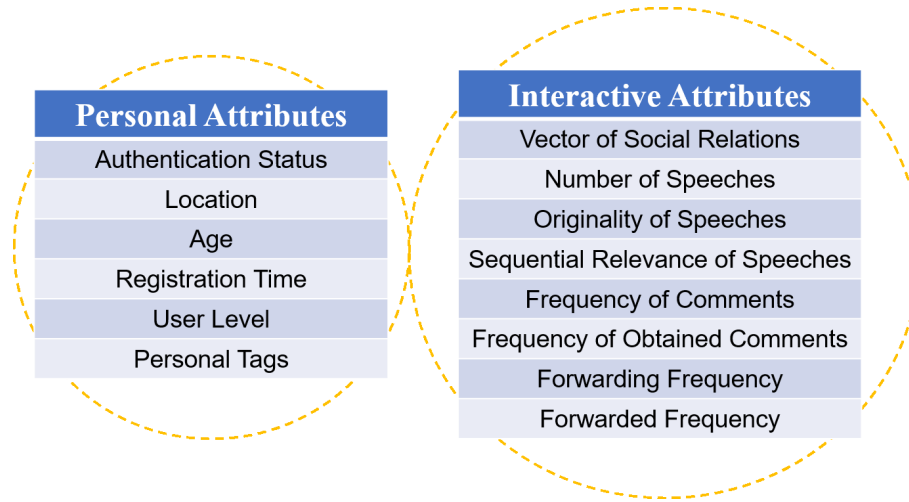 Personal Attributes
Authentication Status
Location
Age
Registration Time
User Level
Personal Tags
Interactive Attributes
Vector of Social Relations
Number of Speeches
Originality of Speeches
Sequential Relevance of Speeches
Frequency of Comments
Frequency of Obtained Comments
Forwarding Frequency
Forwarded Frequency